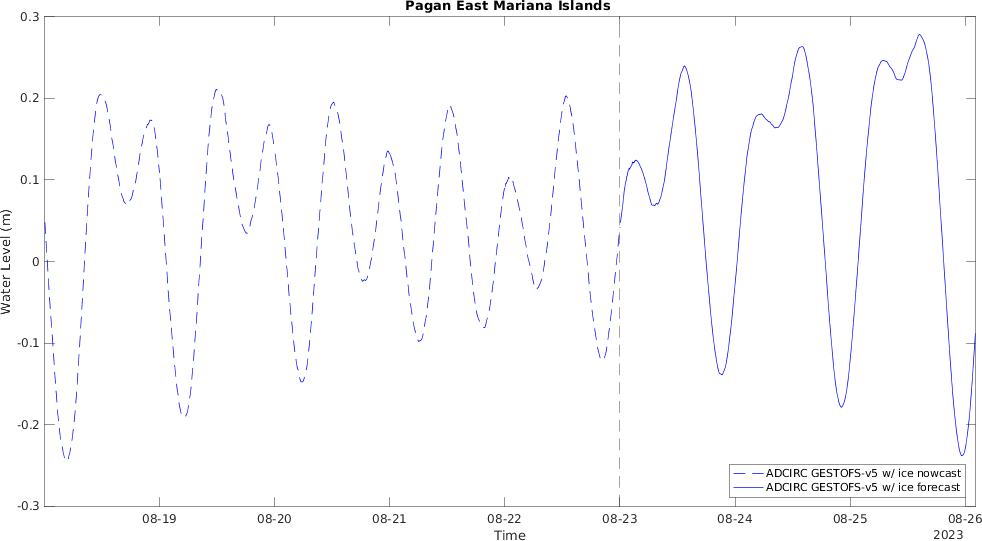 Pagan East Mariana Islands
0.3
0.2
0.1
0
-0.1
-0.2
-0.3
Water Level (m)
ADCIRC GESTOFS-v5 w/ ice nowcast
ADCIRC GESTOFS-v5 w/ ice forecast
08-19 08-20 08-21 08-22 08-23 08-24 08-25 08-26
Time
2023